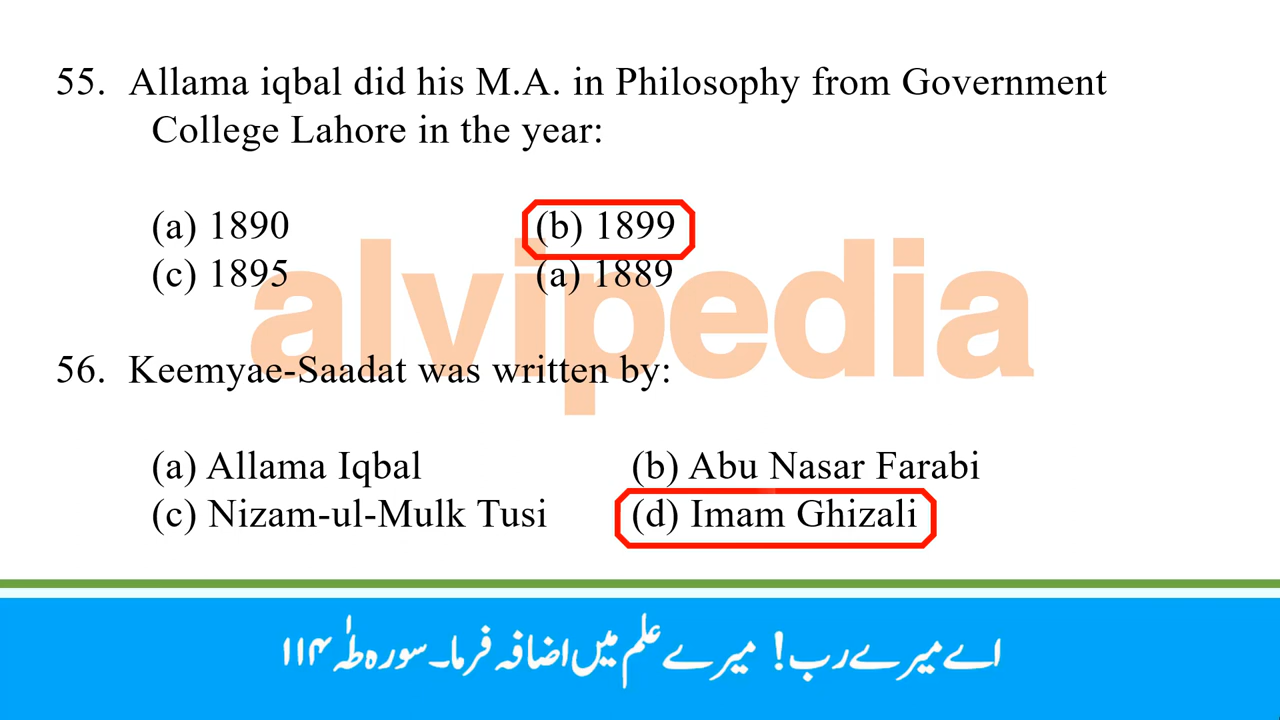 55. Allama iqbal did his M.A. in Philosophy from Government
College Lahore in the year:
(a) 1890 (b) 1899
(c) 1895 (a) 1889
alvipedia
56. Keemyae-Saadat was written by:
(a) Allama Iqbal (b) Abu Nasar Farabi
(c) Nizam-ul-Mulk Tusi (d) Imam Ghizali
اے میرے رب! میرے علم میں اضافہ فرما۔ سورہ طہٰ ۱۱۴